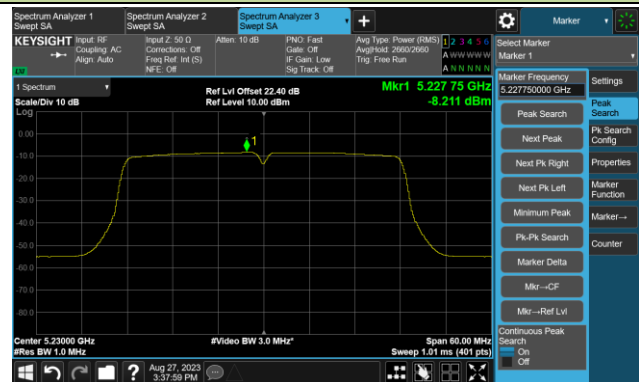 Spectrum Analyzer 1
Swept SA
Spectrum Analyzer 2
Swept SA
Spectrum Analyzer 3
Swept SA
Marker
KEYSIGHT
Input: RF
Coupling: AC
Align: Auto
Input Z: 50 Ω
Corrections: Off
Freq Ref: Int (S)
NFE: Off
Atten: 10 dB
PNO: Fast
Gate: Off
IF Gain: Low
Sig Track: Off
Avg Type: Power (RMS)
Avg|Hold: 2660/2660
Trig: Free Run
1 2 3 4 5 6
A W W W W W
A N N N N N
LW
1 Spectrum
Scale/Div 10 dB
Log
Ref Lvl Offset 22.40 dB
Ref Level 10.00 dBm
Mkr1 5.227 75 GHz
-8.211 dBm
1
0.00
-10.0
-20.0
-30.0
-40.0
-50.0
-60.0
-70.0
-80.0
Center 5.23000 GHz
#Res BW 1.0 MHz
#Video BW 3.0 MHz*
Span 60.00 MHz
Sweep 1.01 ms (401 pts)
Select Marker
Marker 1
Marker Frequency
5.227750000 GHz
Peak Search
Next Peak
Next Pk Right
Next Pk Left
Minimum Peak
Pk-Pk Search
Marker Delta
Mkr→CF
Mkr→Ref Lvl
Continuous Peak
Search
On
Off
Settings
Peak
Search
Pk Search
Config
Properties
Marker
Function
Marker→
Counter
?
Aug 27, 2023
3:37:59 PM